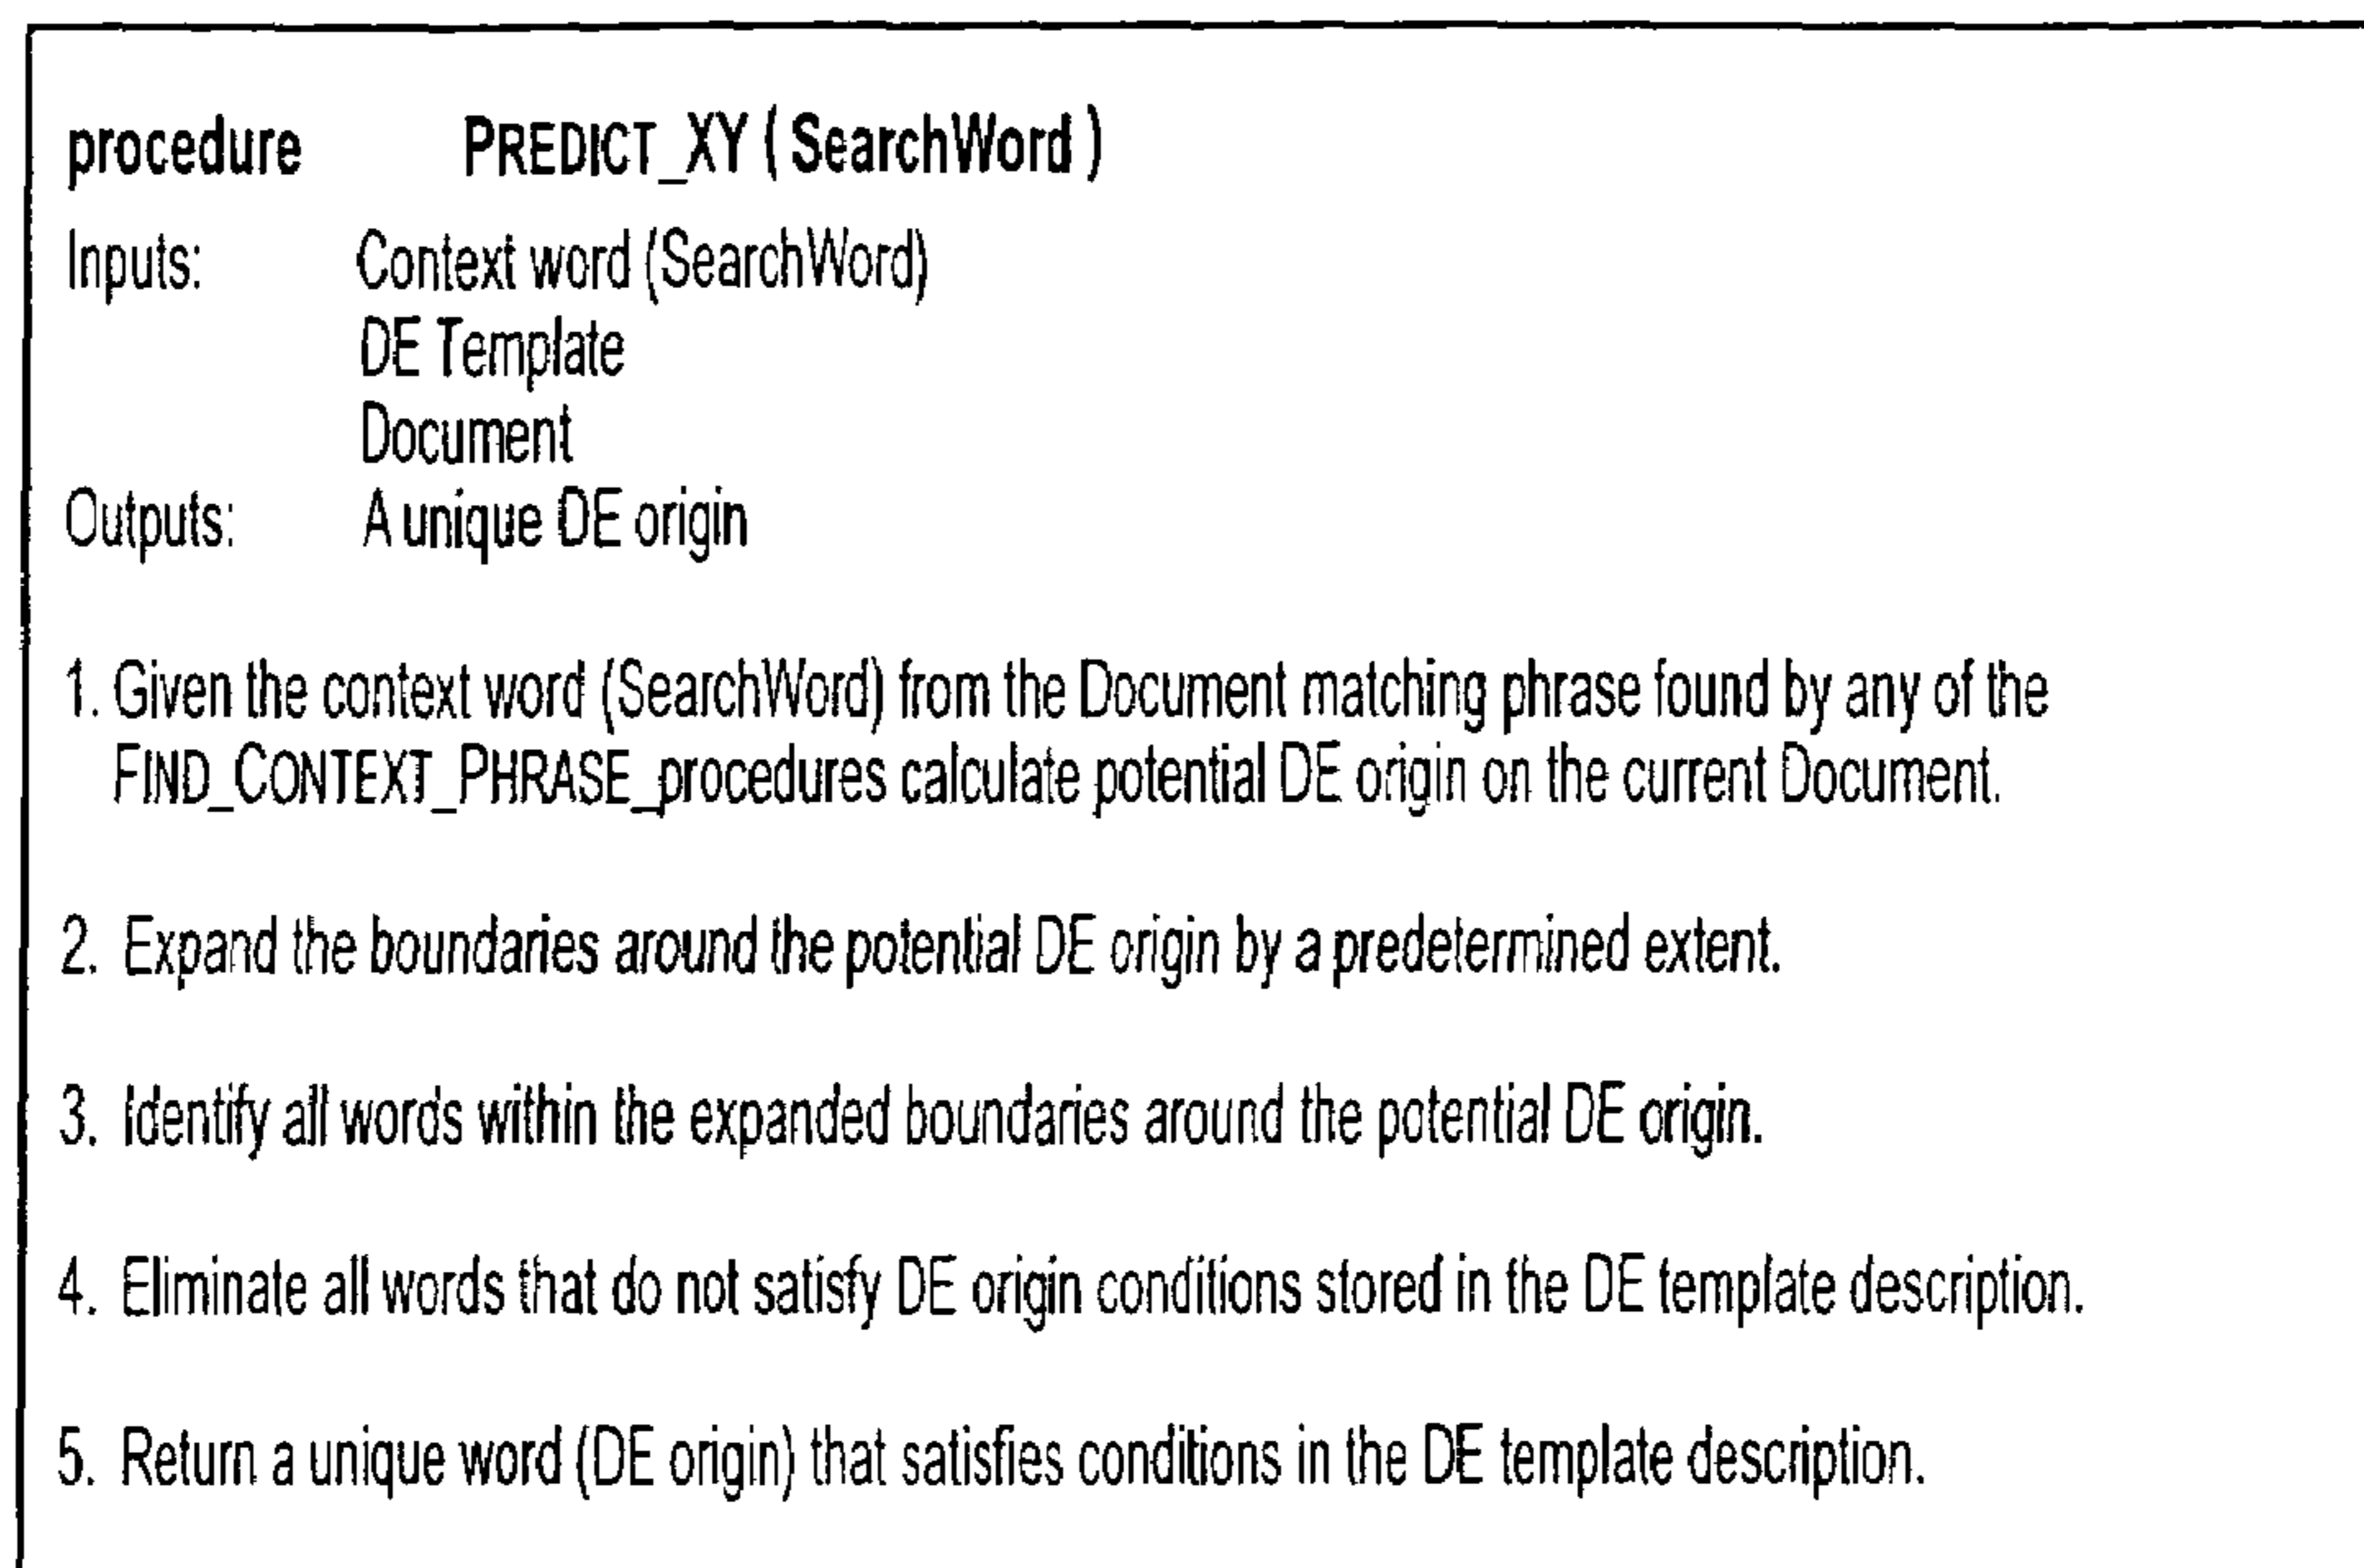 procedure PREDICT_XY ( SearchWord )
Inputs: Context word (SearchWord)
DE Template
Document
Outputs: A unique DE origin
1. Given the context word (SearchWord) from the Document matching phrase found by any of the
FIND_CONTEXT_PHRASE_procedures calculate potential DE origin on the current Document.
2. Expand the boundaries around the potential DE origin by a predetermined extent.
3. Identify all words within the expanded boundaries around the potential DE origin.
4. Eliminate all words that do not satisfy DE origin conditions stored in the DE template description.
5. Return a unique word (DE origin) that satisfies conditions in the DE template description.